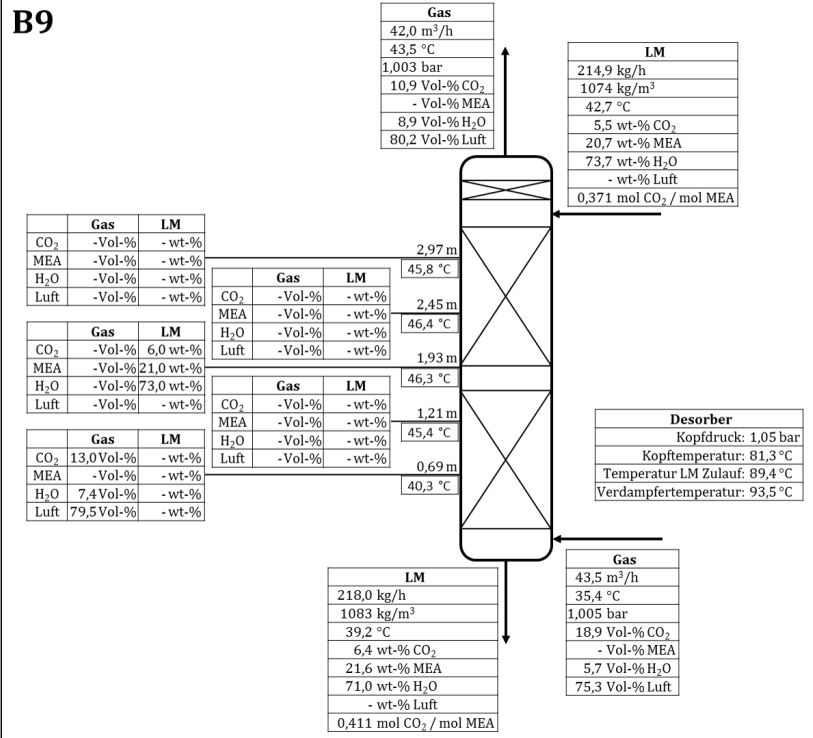 B9
Gas
42,0 m³/h
43,5 °C
1,003 bar
10,9 Vol-% CO₂
- Vol-% MEA
8,9 Vol-% H₂O
80,2 Vol-% Luft
LM
214,9 kg/h
1074 kg/m³
42,7 °C
5,5 wt-% CO₂
20,7 wt-% MEA
73,7 wt-% H₂O
- wt-% Luft
0,371 mol CO₂ / mol MEA
Gas LM
CO₂ -Vol-% - wt-%
MEA -Vol-% - wt-%
H₂O -Vol-% - wt-%
Luft -Vol-% - wt-%
2,97 m
45,8 °C
Gas LM
CO₂ -Vol-% - wt-%
MEA -Vol-% - wt-%
H₂O -Vol-% - wt-%
Luft -Vol-% - wt-%
2,45 m
46,4 °C
Gas LM
CO₂ -Vol-% 6,0 wt-%
MEA -Vol-% 21,0 wt-%
H₂O -Vol-% 73,0 wt-%
Luft -Vol-% - wt-%
1,93 m
46,3 °C
Gas LM
CO₂ -Vol-% - wt-%
MEA -Vol-% - wt-%
H₂O -Vol-% - wt-%
Luft -Vol-% - wt-%
1,21 m
45,4 °C
Gas LM
CO₂ 13,0 Vol-% - wt-%
MEA -Vol-% - wt-%
H₂O 7,4 Vol-% - wt-%
Luft 79,5 Vol-% - wt-%
0,69 m
40,3 °C
Desorber
Kopfdruck: 1,05 bar
Kopftemperatur: 81,3 °C
Temperatur LM Zulauf: 89,4 °C
Verdampfertemperatur: 93,5 °C
LM
218,0 kg/h
1083 kg/m³
39,2 °C
6,4 wt-% CO₂
21,6 wt-% MEA
71,0 wt-% H₂O
- wt-% Luft
0,411 mol CO₂ / mol MEA
Gas
43,5 m³/h
35,4 °C
1,005 bar
18,9 Vol-% CO₂
- Vol-% MEA
5,7 Vol-% H₂O
75,3 Vol-% Luft